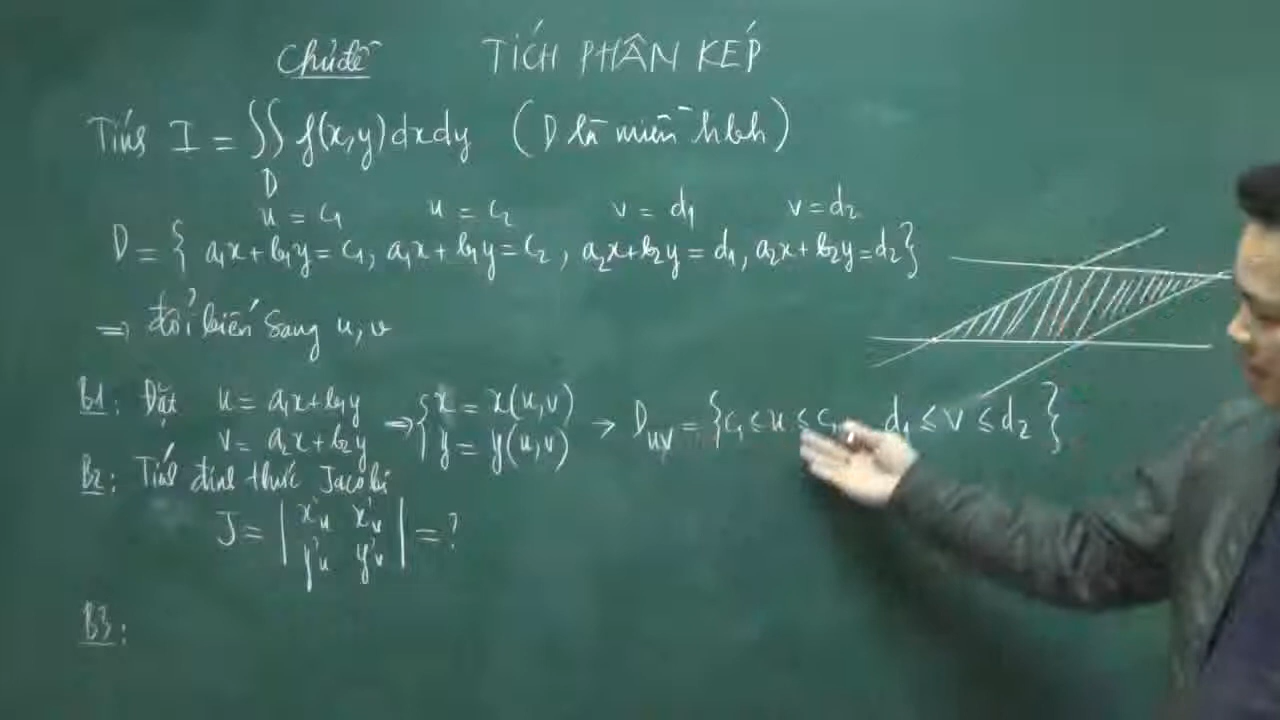 Chủ đề TÍCH PHÂN KÉP
Tính I = ∬ f(x,y)dxdy (D là miền hbh)
D
u = c₁ u = c₂ v = d₁ v = d₂
D = { a₁x + b₁y = c₁, a₁x + b₁y = c₂, a₂x + b₂y = d₁, a₂x + b₂y = d₂}
⇒ đổi biến sang u, v
B1: Đặt u = a₁x + b₁y ⇒ { x = x(u,v) → Duv = { c₁ ≤ u ≤ c₂, d₁ ≤ v ≤ d₂ }
v = a₂x + b₂y y = y(u,v)
B2: Tính định thức Jacobi
J = | x'u x'v | = ?
y'u y'v
B3: